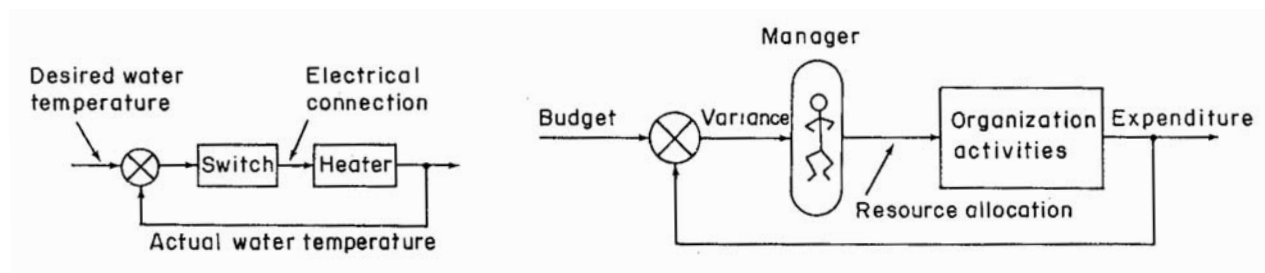 Desired water
temperature
Electrical
connection
Switch
Heater
Actual water temperature
Manager
Budget
Variance
Organization
activities
Expenditure
Resource allocation